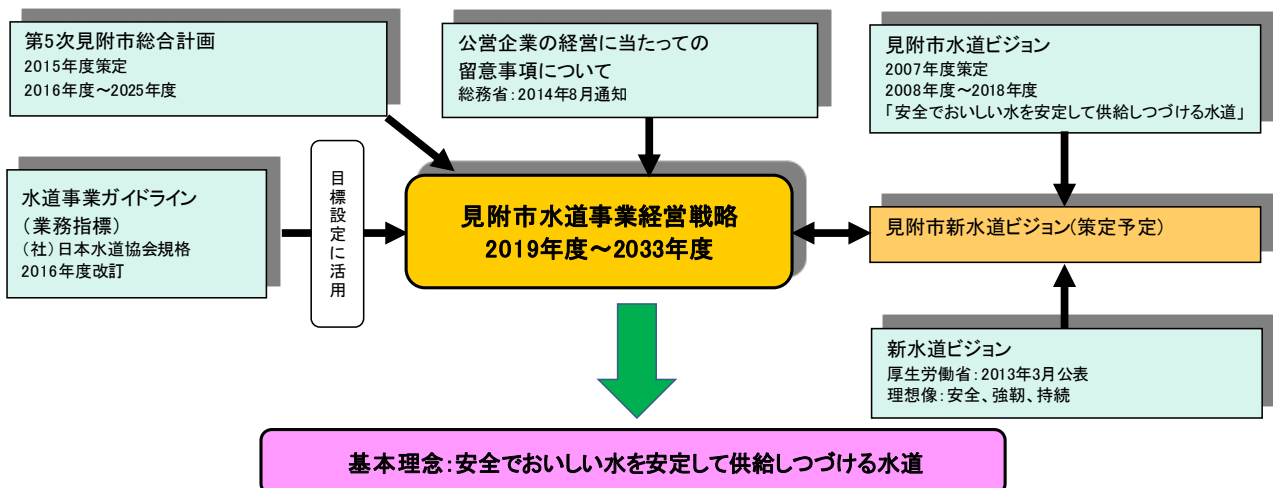 第5次見附市総合計画
2015年度策定
2016年度～2025年度
公営企業の経営に当たっての
留意事項について
総務省：2014年8月通知
見附市水道ビジョン
2007年度策定
2008年度～2018年度
「安全でおいしい水を安定して供給しつづける水道」
水道事業ガイドライン
（業務指標）
（社）日本水道協会規格
2016年度改訂
目標設定に活用
見附市水道事業経営戦略
2019年度～2033年度
見附市新水道ビジョン（策定予定）
新水道ビジョン
厚生労働省：2013年3月公表
理想像：安全、強靭、持続
基本理念：安全でおいしい水を安定して供給しつづける水道